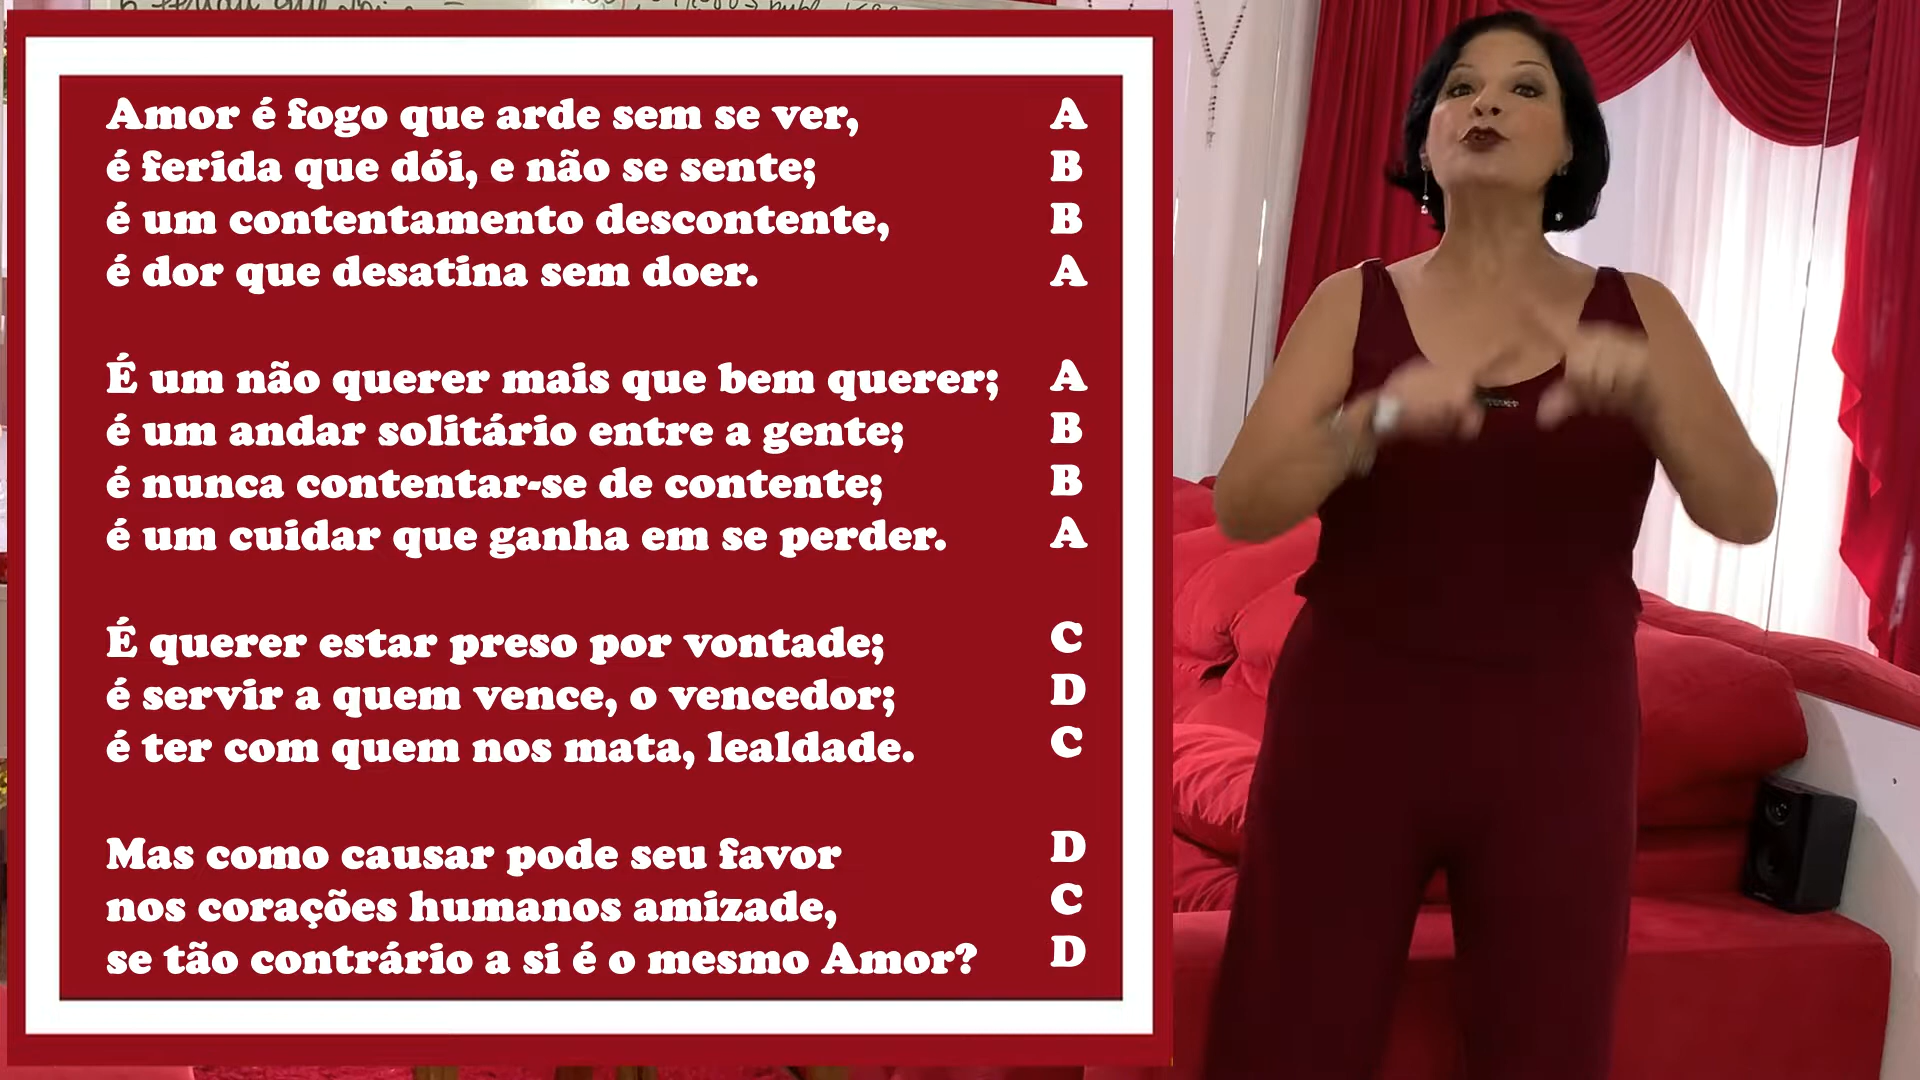 Amor é fogo que arde sem se ver, A
é ferida que dói, e não se sente; B
é um contentamento descontente, B
é dor que desatina sem doer. A
É um não querer mais que bem querer; A
é um andar solitário entre a gente; B
é nunca contentar-se de contente; B
é um cuidar que ganha em se perder. A
É querer estar preso por vontade; C
é servir a quem vence, o vencedor; D
é ter com quem nos mata, lealdade. C
Mas como causar pode seu favor D
nos corações humanos amizade, C
se tão contrário a si é o mesmo Amor? D